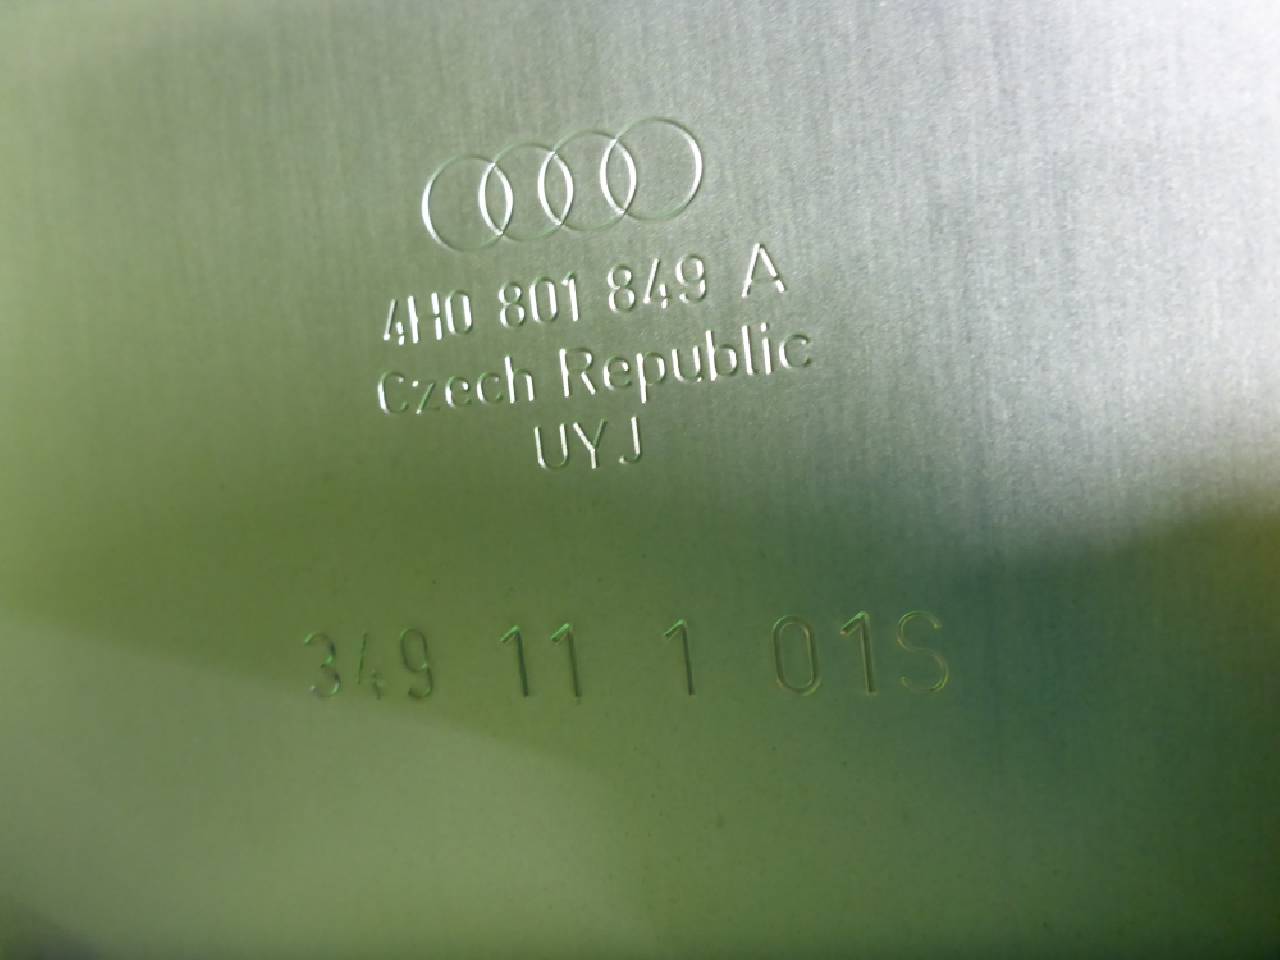 4H0 801 849 A
Czech Republic
UYJ
349 11 1 01S